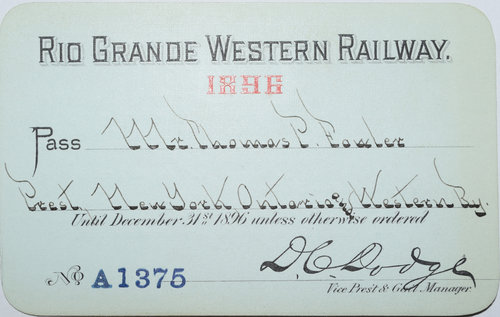 RIO GRANDE WESTERN RAILWAY.
1896
Pass Mr. Thomas P. Fowler
Prest. New York, Ontario & Western Ry.
Until December 31st 1896 unless otherwise ordered
No A1375
D. C. Dodge
Vice Prest & Gen'l Manager